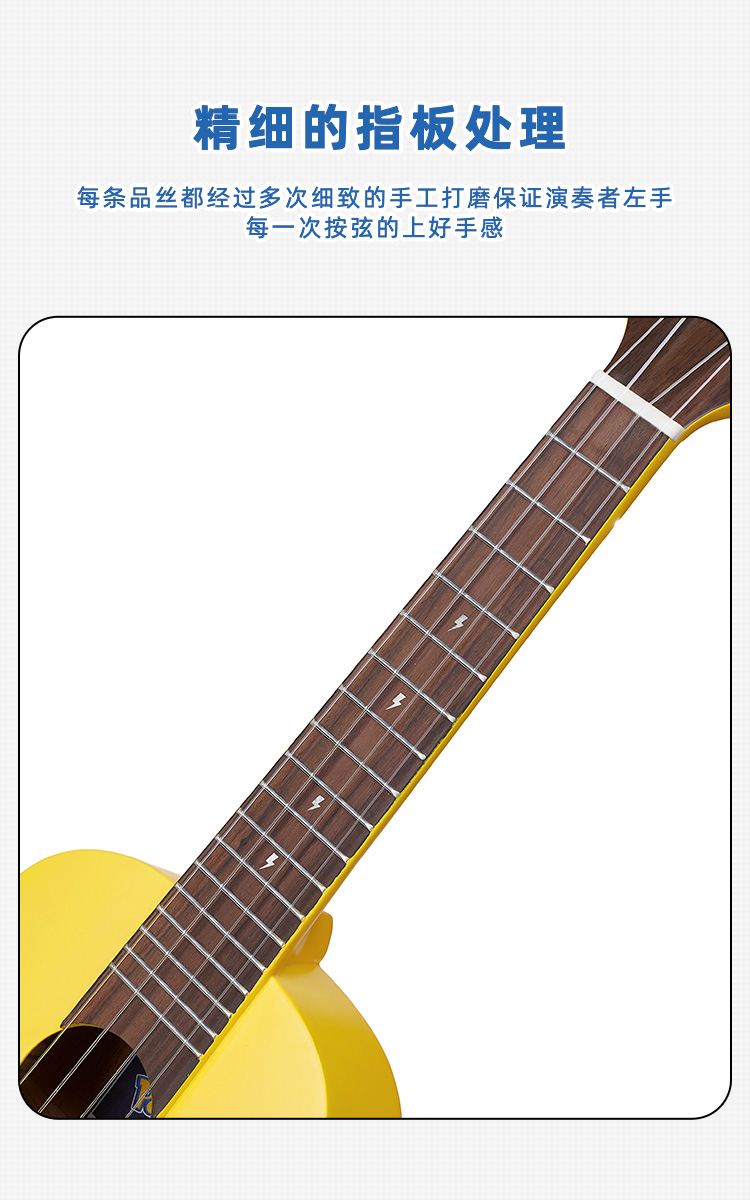 精细的指板处理
每条品丝都经过多次细致的手工打磨保证演奏者左手
每一次按弦的上好手感